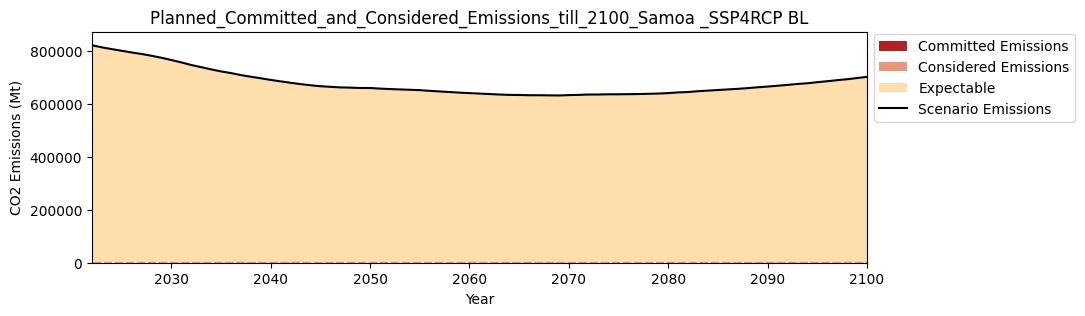 Planned_Committed_and_Considered_Emissions_till_2100_Samoa _SSP4RCP BL
CO2 Emissions (Mt)
800000
600000
400000
200000
0
2030 2040 2050 2060 2070 2080 2090 2100
Year
Committed Emissions
Considered Emissions
Expectable
Scenario Emissions